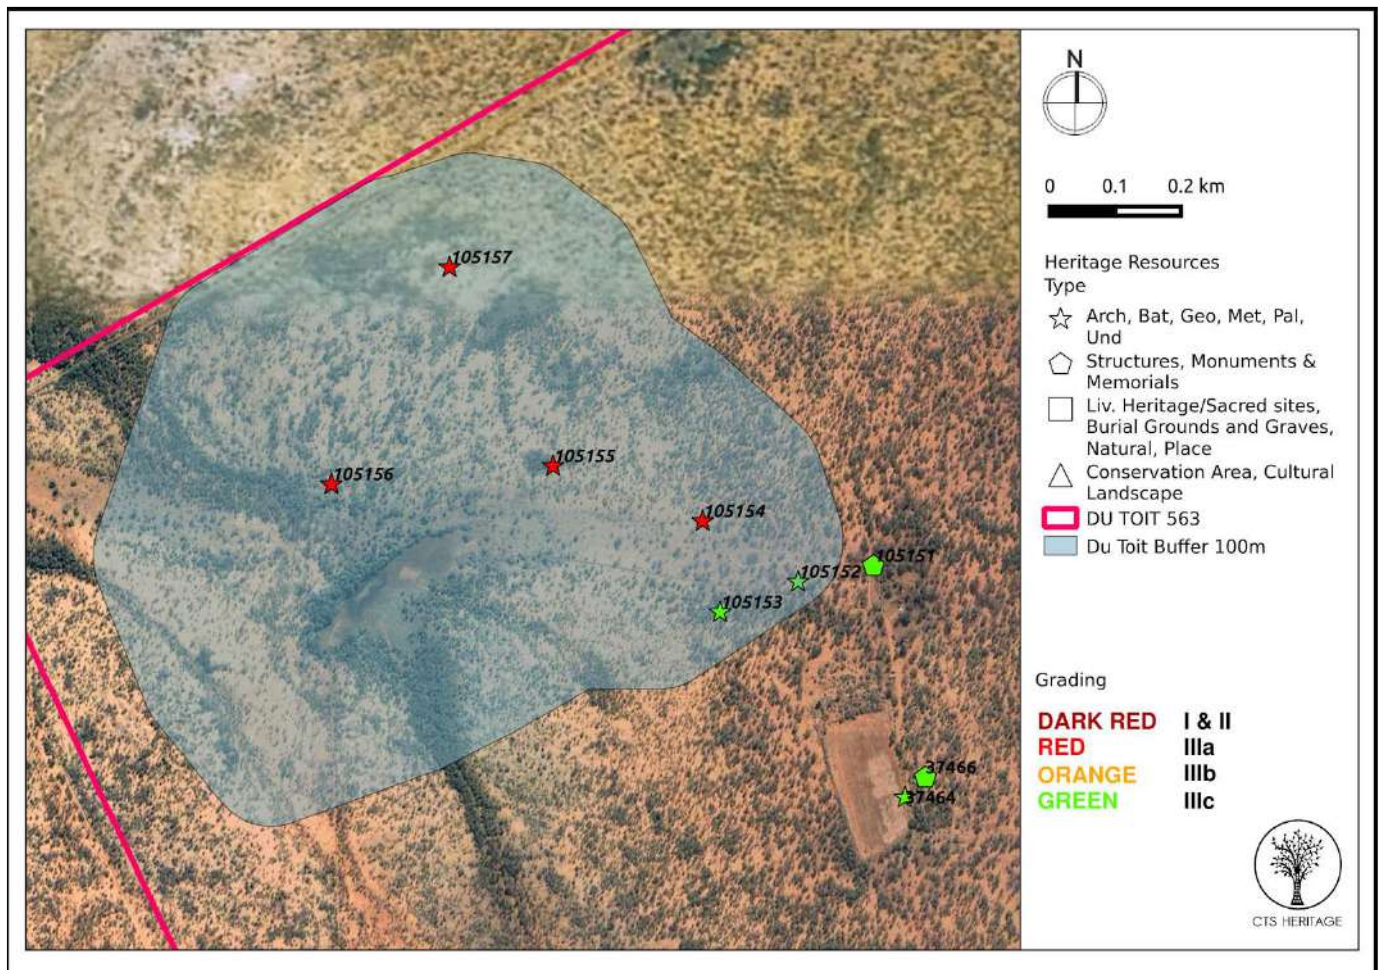 105157
105155
105156
105154
105151
105152
105153
37466
37464
N
0 0.1 0.2 km
Heritage Resources
Type
Arch, Bat, Geo, Met, Pal,
Und
Structures, Monuments &
Memorials
Liv. Heritage/Sacred sites,
Burial Grounds and Graves,
Natural, Place
Conservation Area, Cultural
Landscape
DU TOIT 563
Du Toit Buffer 100m
Grading
DARK RED I & II
RED IIIa
ORANGE IIIb
GREEN IIIc
CTS HERITAGE